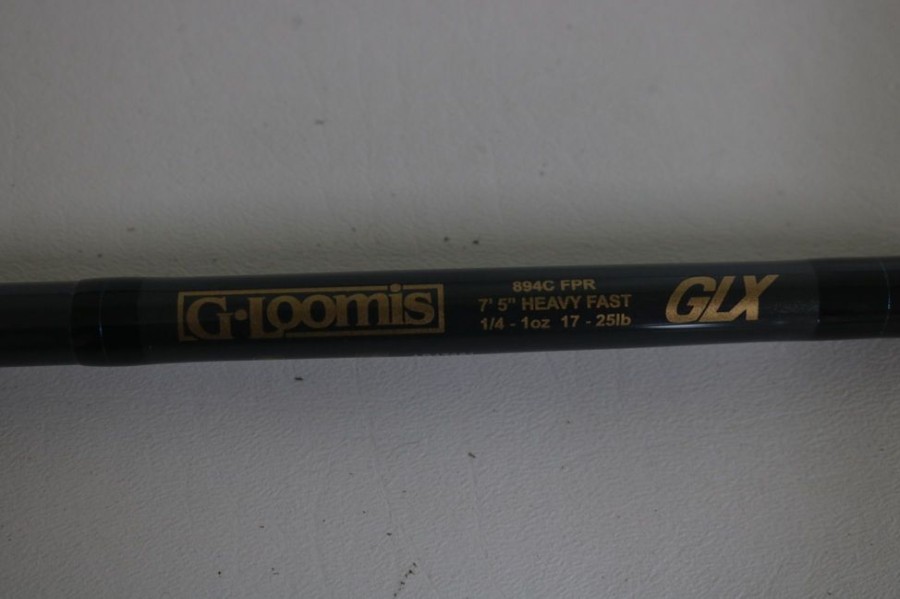 G·Loomis
894C FPR
7' 5" HEAVY FAST
1/4 - 1oz 17 - 25lb
GLX